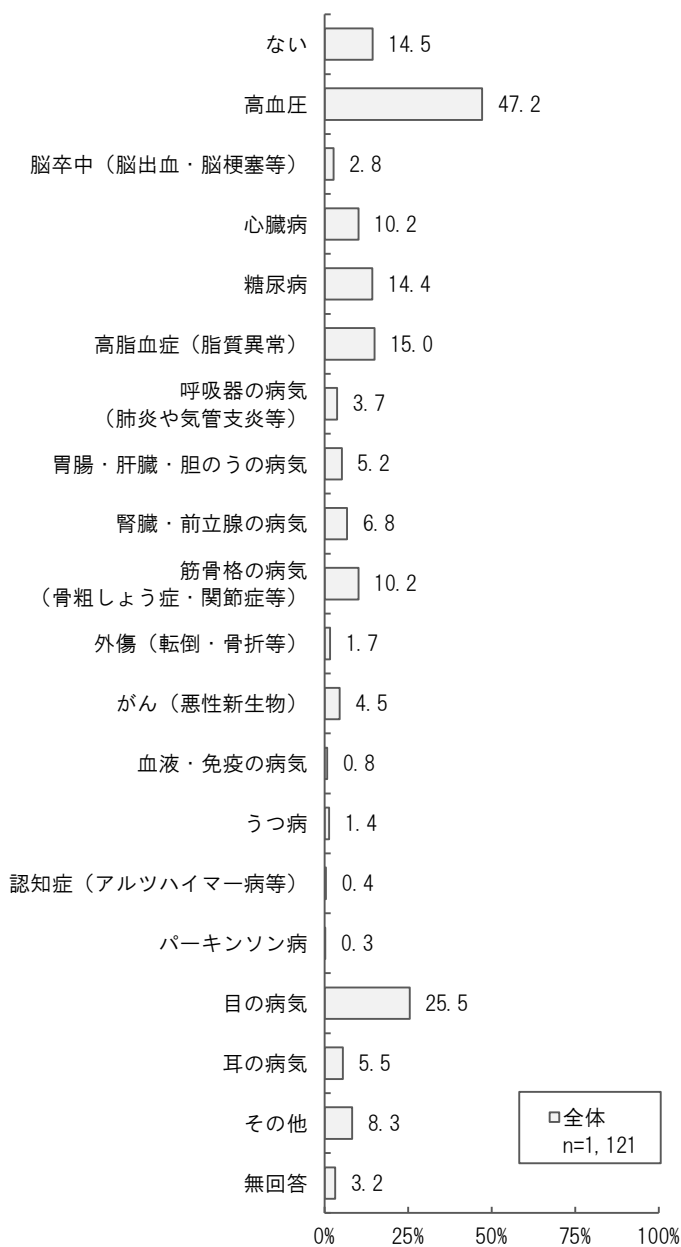 ない 14.5
高血圧 47.2
脳卒中（脳出血・脳梗塞等） 2.8
心臓病 10.2
糖尿病 14.4
高脂血症（脂質異常） 15.0
呼吸器の病気
（肺炎や気管支炎等） 3.7
胃腸・肝臓・胆のうの病気 5.2
腎臓・前立腺の病気 6.8
筋骨格の病気
（骨粗しょう症・関節症等） 10.2
外傷（転倒・骨折等） 1.7
がん（悪性新生物） 4.5
血液・免疫の病気 0.8
うつ病 1.4
認知症（アルツハイマー病等） 0.4
パーキンソン病 0.3
目の病気 25.5
耳の病気 5.5
その他 8.3
無回答 3.2
全体
n=1,121
0% 25% 50% 75% 100%